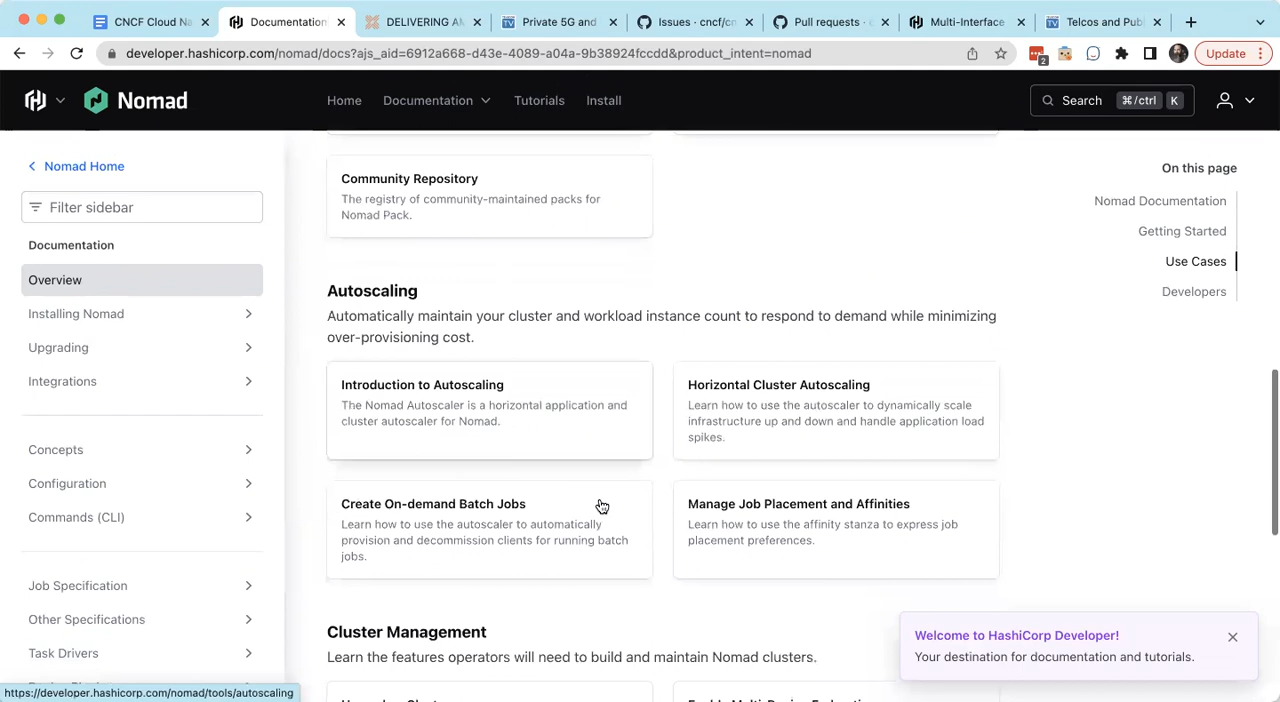 CNCF Cloud Na
Documentation
DELIVERING AM
Private 5G and
Issues · cncf/cn
Pull requests · c
Multi-Interface
Telcos and Pub
developer.hashicorp.com/nomad/docs?ajs_aid=6912a668-d43e-4089-a04a-9b38924fccdd&product_intent=nomad
2
Update
Nomad
Home
Documentation
Tutorials
Install
Search
⌘/ctrl
K
Nomad Home
Filter sidebar
Documentation
Overview
Installing Nomad
Upgrading
Integrations
Concepts
Configuration
Commands (CLI)
Job Specification
Other Specifications
Task Drivers
Community Repository
The registry of community-maintained packs for
Nomad Pack.
Autoscaling
Automatically maintain your cluster and workload instance count to respond to demand while minimizing
over-provisioning cost.
Introduction to Autoscaling
The Nomad Autoscaler is a horizontal application and
cluster autoscaler for Nomad.
Horizontal Cluster Autoscaling
Learn how to use the autoscaler to dynamically scale
infrastructure up and down and handle application load
spikes.
Create On-demand Batch Jobs
Learn how to use the autoscaler to automatically
provision and decommission clients for running batch
jobs.
Manage Job Placement and Affinities
Learn how to use the affinity stanza to express job
placement preferences.
Cluster Management
Learn the features operators will need to build and maintain Nomad clusters.
On this page
Nomad Documentation
Getting Started
Use Cases
Developers
Welcome to HashiCorp Developer!
Your destination for documentation and tutorials.
https://developer.hashicorp.com/nomad/tools/autoscaling